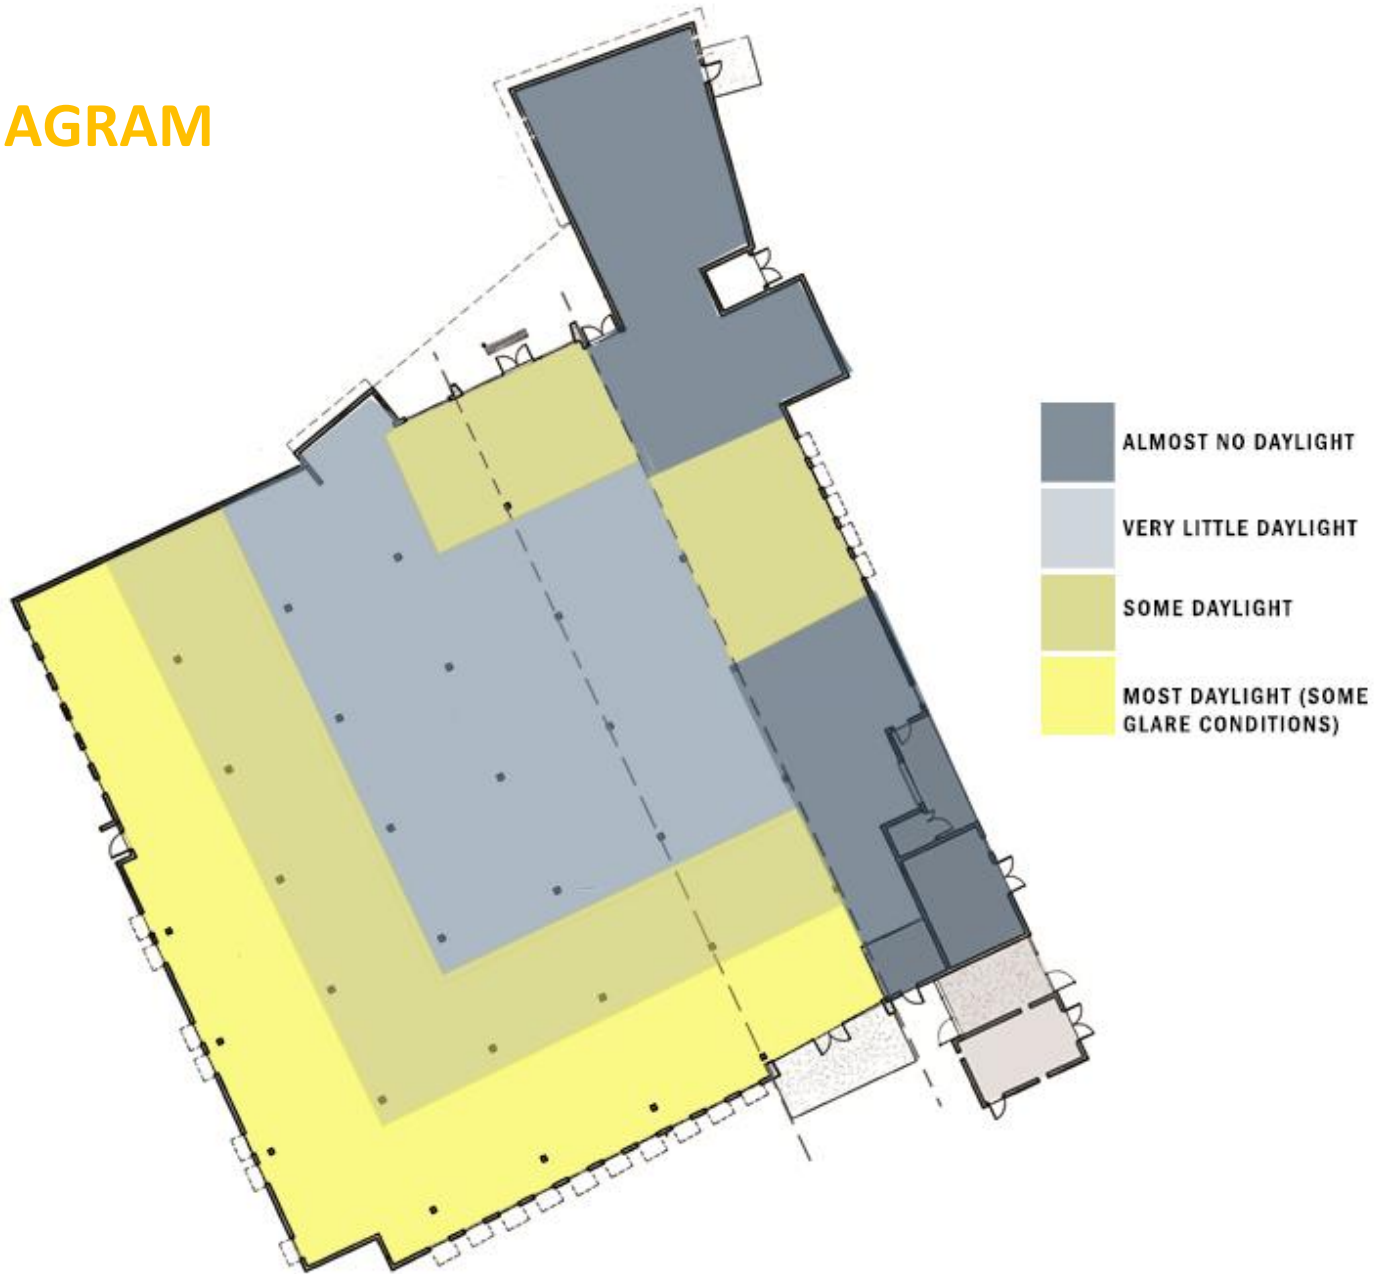 AGRAM
ALMOST NO DAYLIGHT
VERY LITTLE DAYLIGHT
SOME DAYLIGHT
MOST DAYLIGHT (SOME
GLARE CONDITIONS)